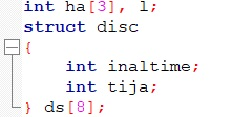 int ha[3], l;
struct disc
{
int inaltime;
int tija;
} ds[8];